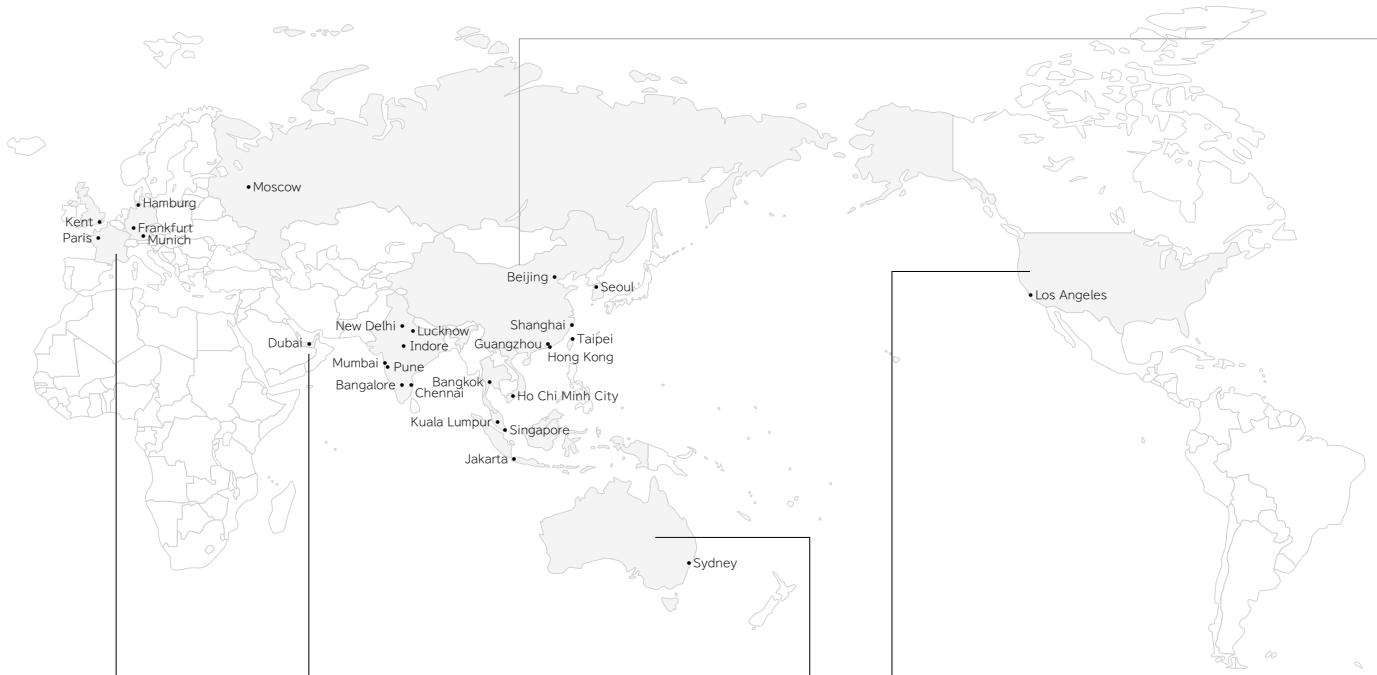 Moscow
Hamburg
Kent
Frankfurt
Paris
Munich
Beijing
Seoul
Los Angeles
New Delhi
Lucknow
Shanghai
Taipei
Dubai
Indore
Guangzhou
Hong Kong
Mumbai
Pune
Bangalore
Chennai
Bangkok
Ho Chi Minh City
Kuala Lumpur
Singapore
Jakarta
Sydney